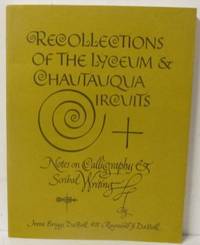 RECOLLECTIONS
OF THE LYCEUM &
CHAUTAUQUA
CIRCUITS
Notes on Calligraphy &
Scribal Writing
By
Irene Briggs DaBoll & Raymond F. DaBoll